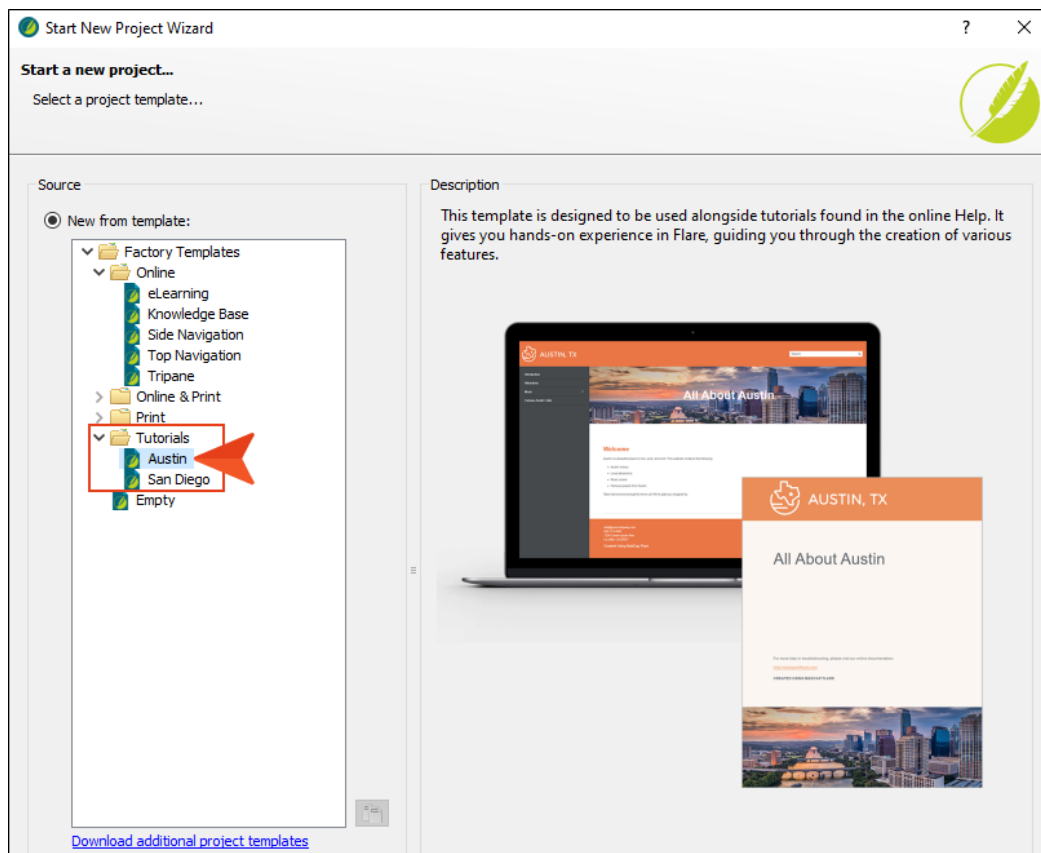 Start New Project Wizard
?
Start a new project...
Select a project template...
Source
New from template:
Factory Templates
Online
eLearning
Knowledge Base
Side Navigation
Top Navigation
Tripane
Online & Print
Print
Tutorials
Austin
San Diego
Empty
Download additional project templates
Description
This template is designed to be used alongside tutorials found in the online Help. It
gives you hands-on experience in Flare, guiding you through the creation of various
features.
AUSTIN, TX
All About Austin
Welcome
AUSTIN, TX
All About Austin